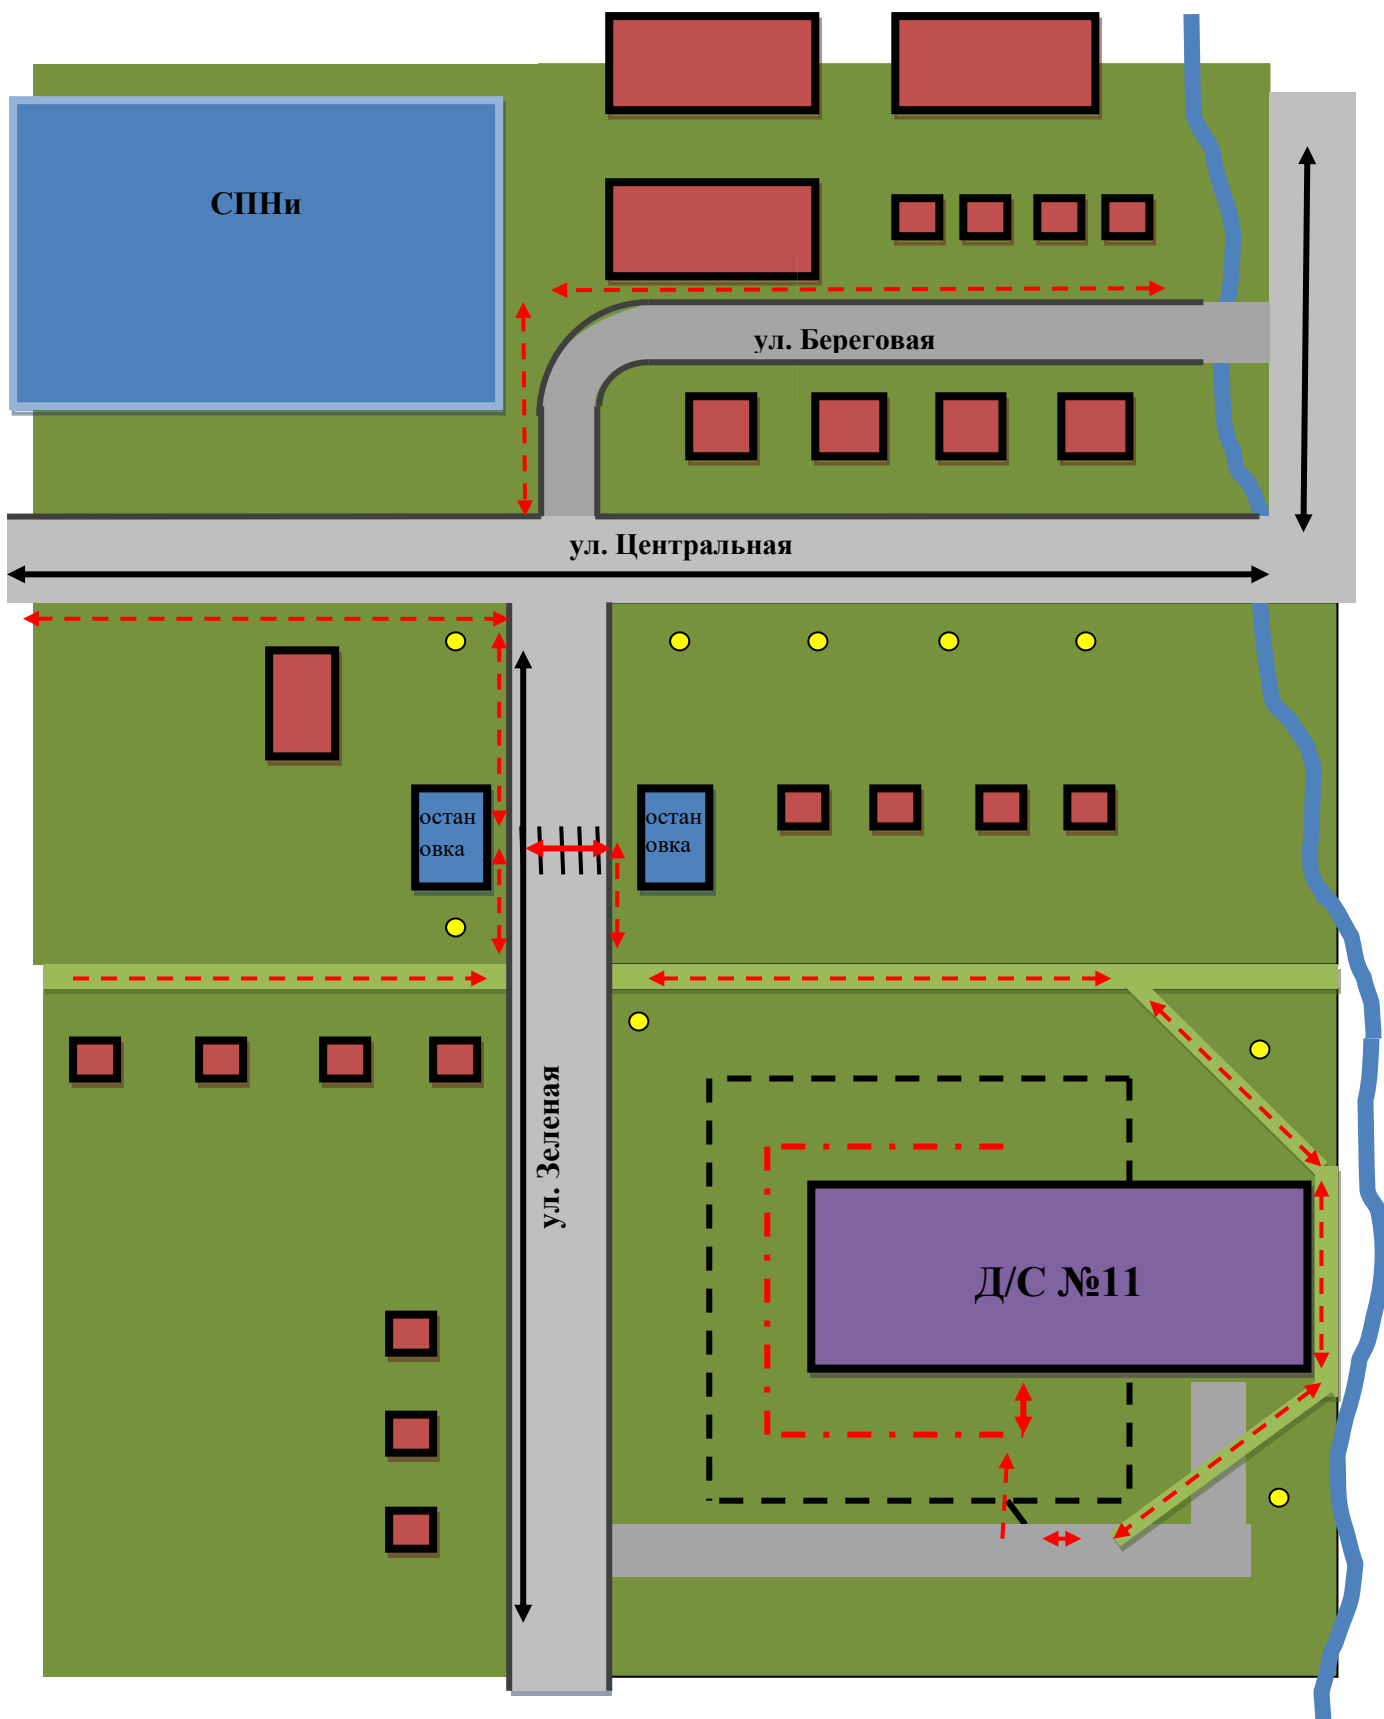 СПНи
ул. Береговая
ул. Центральная
остан
овка
остан
овка
ул. Зеленая
Д/С №11